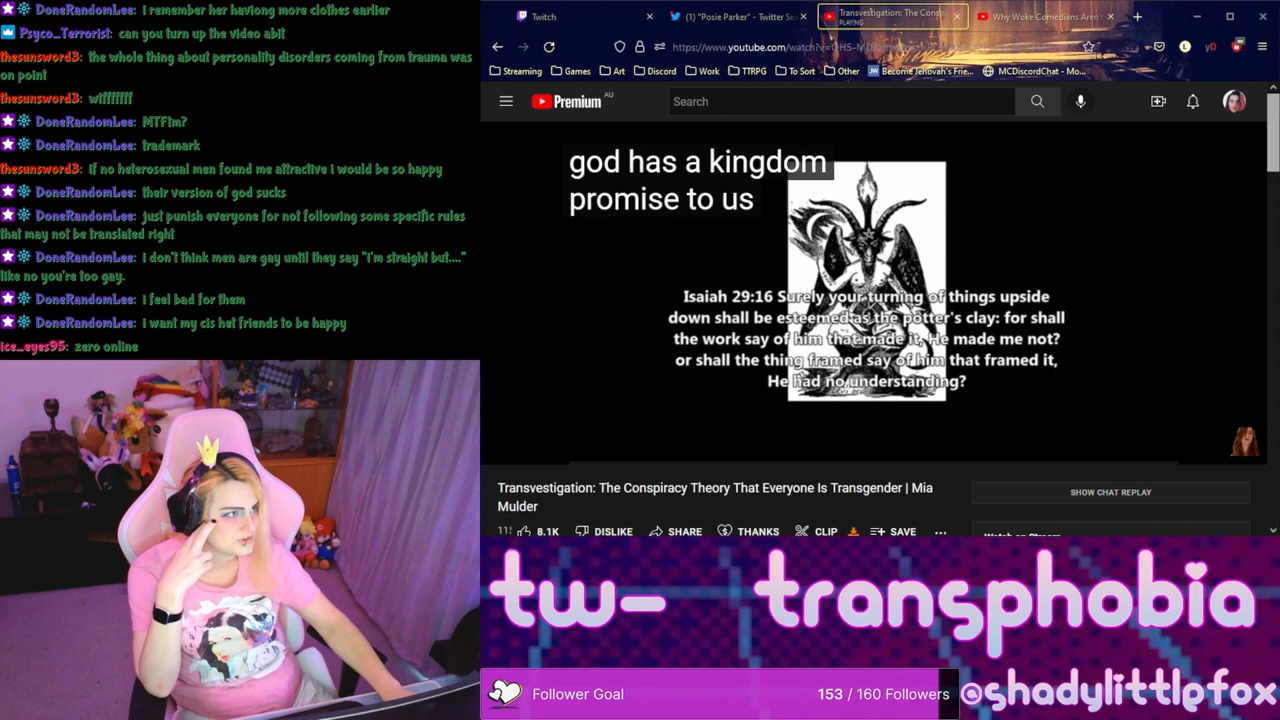 DoneRandomLee: i remember her haviong more clothes earlier
Psyco_Terrorist: can you turn up the video abit
thesunsword3: the whole thing about personality disorders coming from trauma was
on point
thesunsword3: wtfffffff
DoneRandomLee: MTFtm?
DoneRandomLee: trademark
thesunsword3: if no heterosexual men found me attractive i would be so happy
DoneRandomLee: their version of god sucks
DoneRandomLee: just punish everyone for not following some specific rules
that may not be translated right
DoneRandomLee: i don't think men are gay until they say "i'm straight but...."
like no you're too gay.
DoneRandomLee: i feel bad for them
DoneRandomLee: i want my cis het friends to be happy
ice_eyes95: zero online
Twitch
(1) "Posie Parker" - Twitter Se
Transvestigation: The Consp
PLAYING
Why Woke Comedians Aren't
https://www.youtube.com/watch?v=
Streaming
Games
Art
Discord
Work
TTRPG
To Sort
Other
Become Jehovah's Frie...
MCDiscordChat - Mo...
Premium AU
Search
god has a kingdom
promise to us
Isaiah 29:16 Surely your turning of things upside
down shall be esteemed as the potter's clay: for shall
the work say of him that made it, He made me not?
or shall the thing framed say of him that framed it,
He had no understanding?
Transvestigation: The Conspiracy Theory That Everyone Is Transgender | Mia
Mulder
SHOW CHAT REPLAY
8.1K
DISLIKE
SHARE
THANKS
CLIP
SAVE
tw- transphobia
Follower Goal
153 / 160 Followers
@shadylittlefox